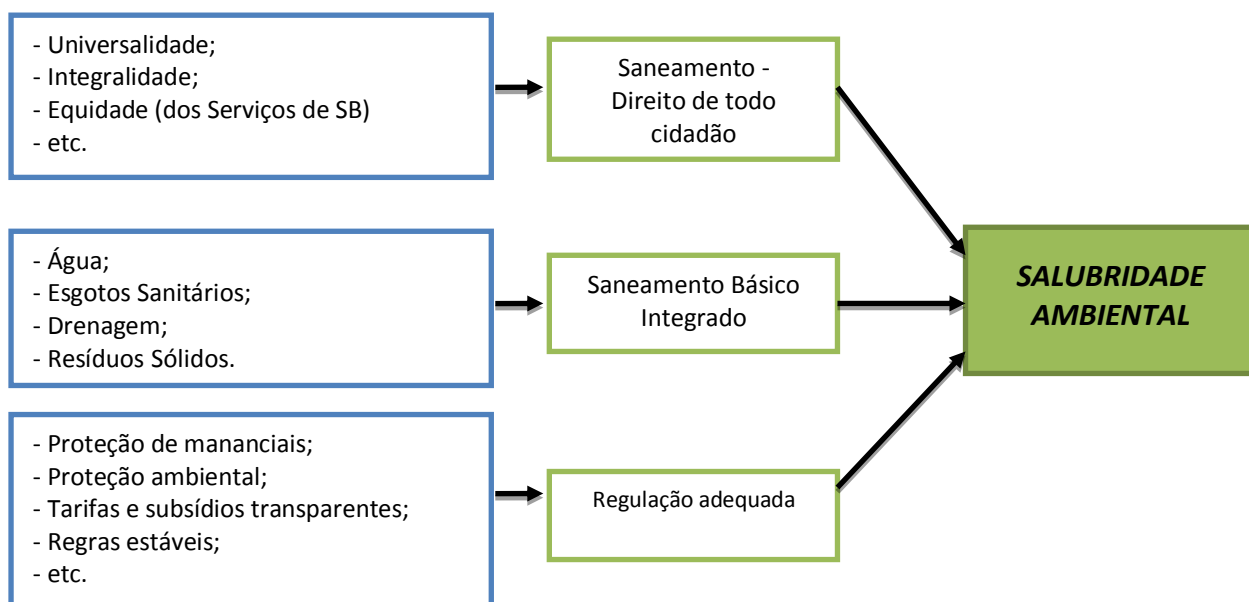 - Universalidade;
- Integralidade;
- Equidade (dos Serviços de SB)
- etc.
Saneamento -
Direito de todo
cidadão
- Água;
- Esgotos Sanitários;
- Drenagem;
- Resíduos Sólidos.
Saneamento Básico
Integrado
- Proteção de mananciais;
- Proteção ambiental;
- Tarifas e subsídios transparentes;
- Regras estáveis;
- etc.
Regulação adequada
SALUBRIDADE
AMBIENTAL